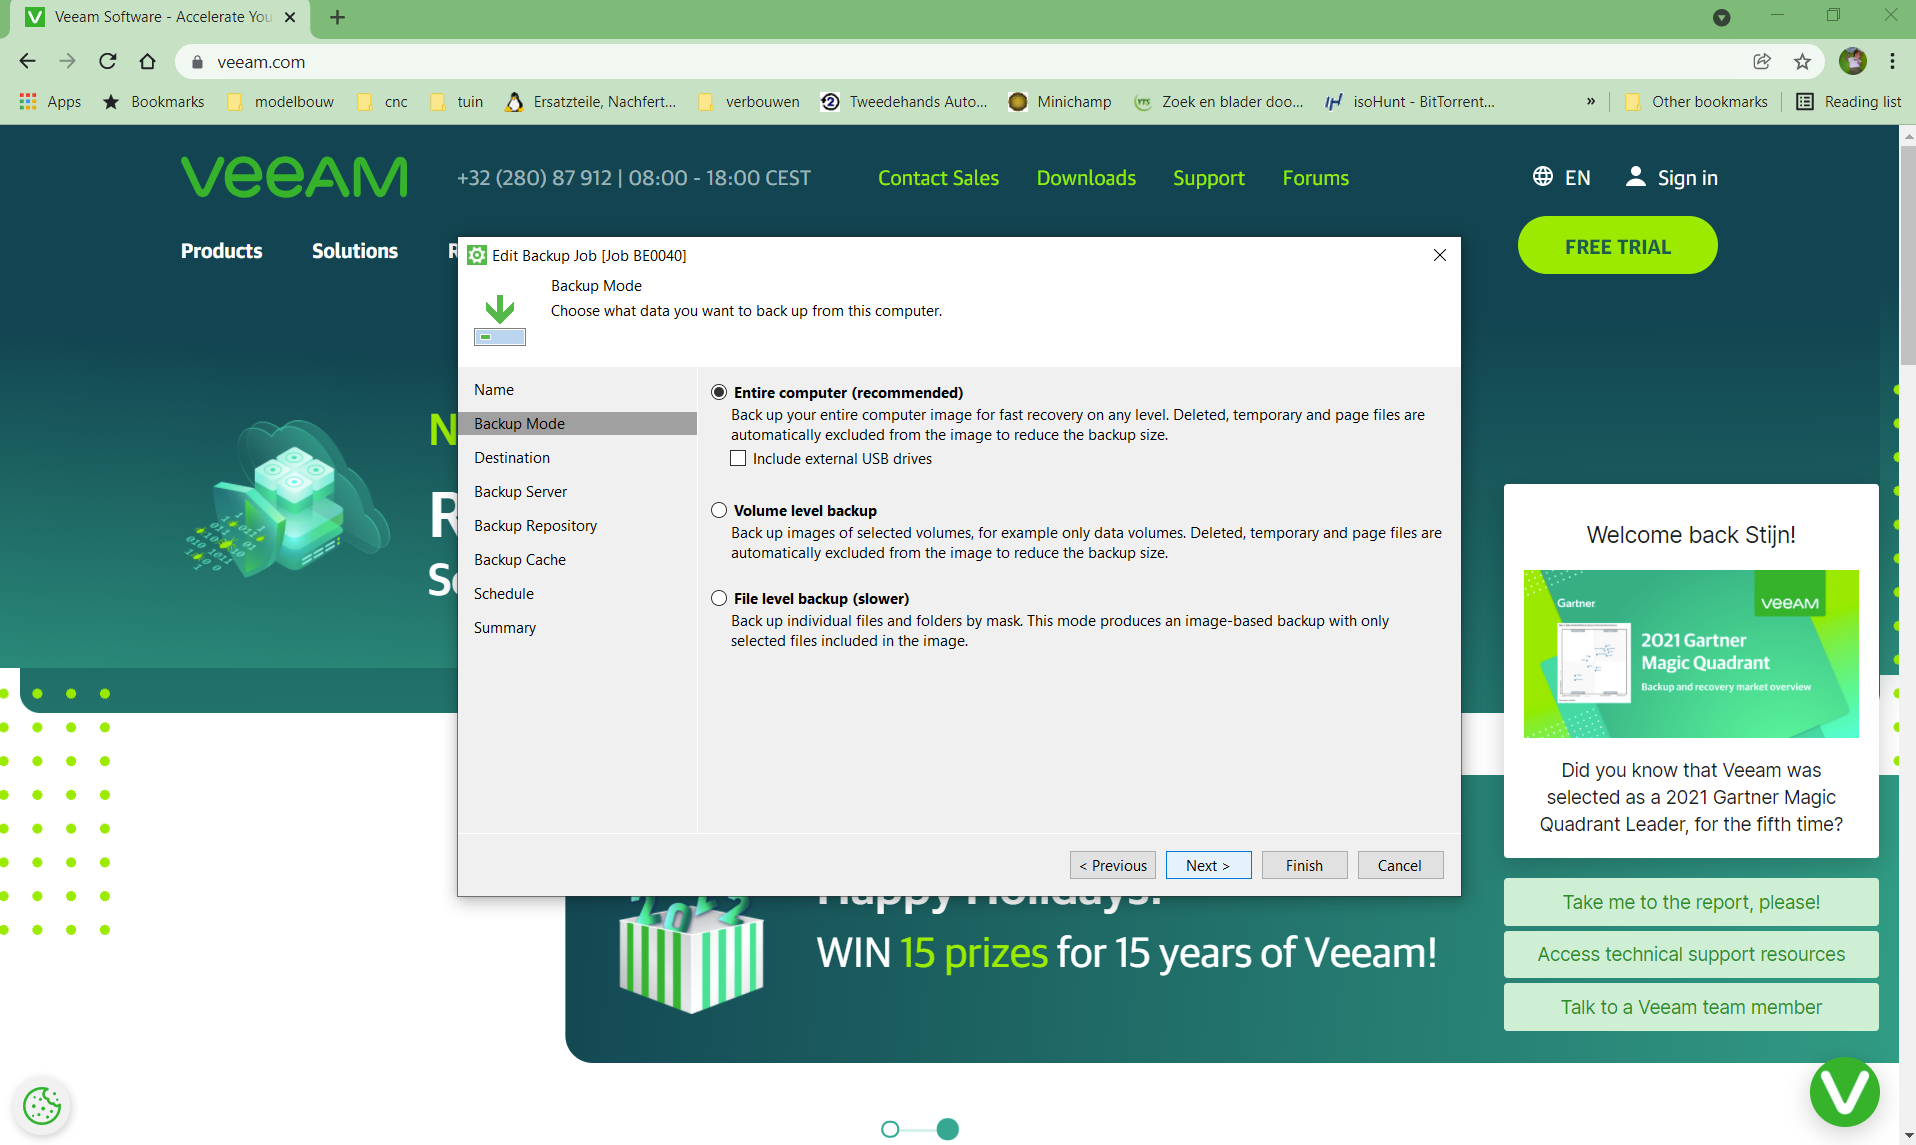 Veeam Software - Accelerate You
veeam.com
Apps
Bookmarks
modelbouw
cnc
tuin
Ersatzteile, Nachfert...
verbouwen
Tweedehands Auto...
Minichamp
Zoek en blader doo...
isoHunt - BitTorrent...
»
Other bookmarks
Reading list
VEEAM
+32 (280) 87 912 | 08:00 - 18:00 CEST
Contact Sales
Downloads
Support
Forums
EN
Sign in
Products
Solutions
FREE TRIAL
Edit Backup Job [Job BE0040]
Backup Mode
Choose what data you want to back up from this computer.
Name
Backup Mode
Destination
Backup Server
Backup Repository
Backup Cache
Schedule
Summary
Entire computer (recommended)
Back up your entire computer image for fast recovery on any level. Deleted, temporary and page files are
automatically excluded from the image to reduce the backup size.
Include external USB drives
Volume level backup
Back up images of selected volumes, for example only data volumes. Deleted, temporary and page files are
automatically excluded from the image to reduce the backup size.
File level backup (slower)
Back up individual files and folders by mask. This mode produces an image-based backup with only
selected files included in the image.
< Previous
Next >
Finish
Cancel
Welcome back Stijn!
Gartner
VEEAM
2021 Gartner
Magic Quadrant
Backup and recovery market overview
Did you know that Veeam was
selected as a 2021 Gartner Magic
Quadrant Leader, for the fifth time?
Take me to the report, please!
Access technical support resources
Talk to a Veeam team member
2022
Happy Holidays!
WIN 15 prizes for 15 years of Veeam!